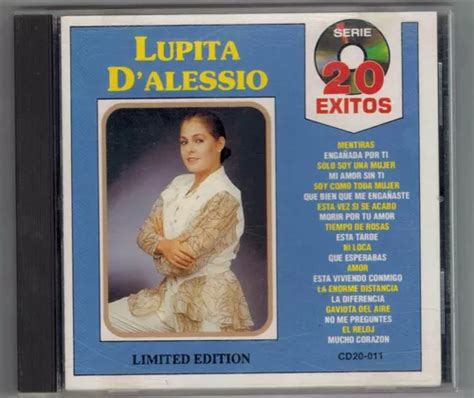 LUPITA
D'ALESSIO
SERIE
20
EXITOS
MENTIRAS
ENGAÑADA POR TI
SOLO SOY UNA MUJER
MI AMOR SIN TI
SOY COMO TODA MUJER
QUE BIEN QUE ME ENGAÑASTE
ESTA VEZ SI SE ACABO
MORIR POR TU AMOR
TIEMPO DE ROSAS
ESTA TARDE
NI LOCA
QUE ESPERABAS
AMOR
ESTA VIVIENDO CONMIGO
LA ENORME DISTANCIA
LA DIFERENCIA
GAVIOTA DEL AIRE
NO ME PREGUNTES
EL RELOJ
MUCHO CORAZON
LIMITED EDITION
CD20-011